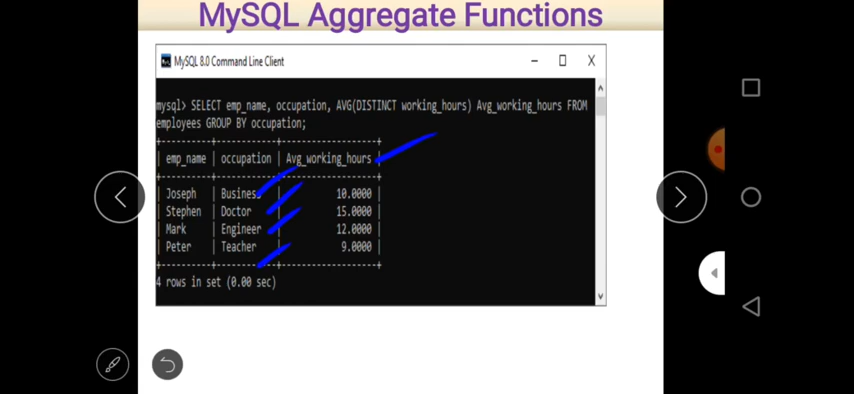 MySQL Aggregate Functions
MySQL 8.0 Command Line Client
mysql> SELECT emp_name, occupation, AVG(DISTINCT working_hours) Avg_working_hours FROM
employees GROUP BY occupation;
+----------+------------+-------------------+
| emp_name | occupation | Avg_working_hours |
+----------+------------+-------------------+
| Joseph | Business | 10.0000 |
| Stephen | Doctor | 15.0000 |
| Mark | Engineer | 12.0000 |
| Peter | Teacher | 9.0000 |
+----------+------------+-------------------+
4 rows in set (0.00 sec)